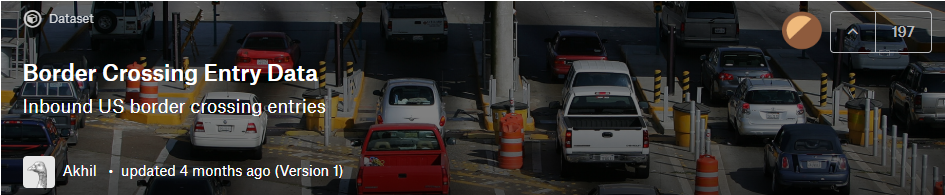 Dataset
197
Border Crossing Entry Data
Inbound US border crossing entries
Akhil • updated 4 months ago (Version 1)